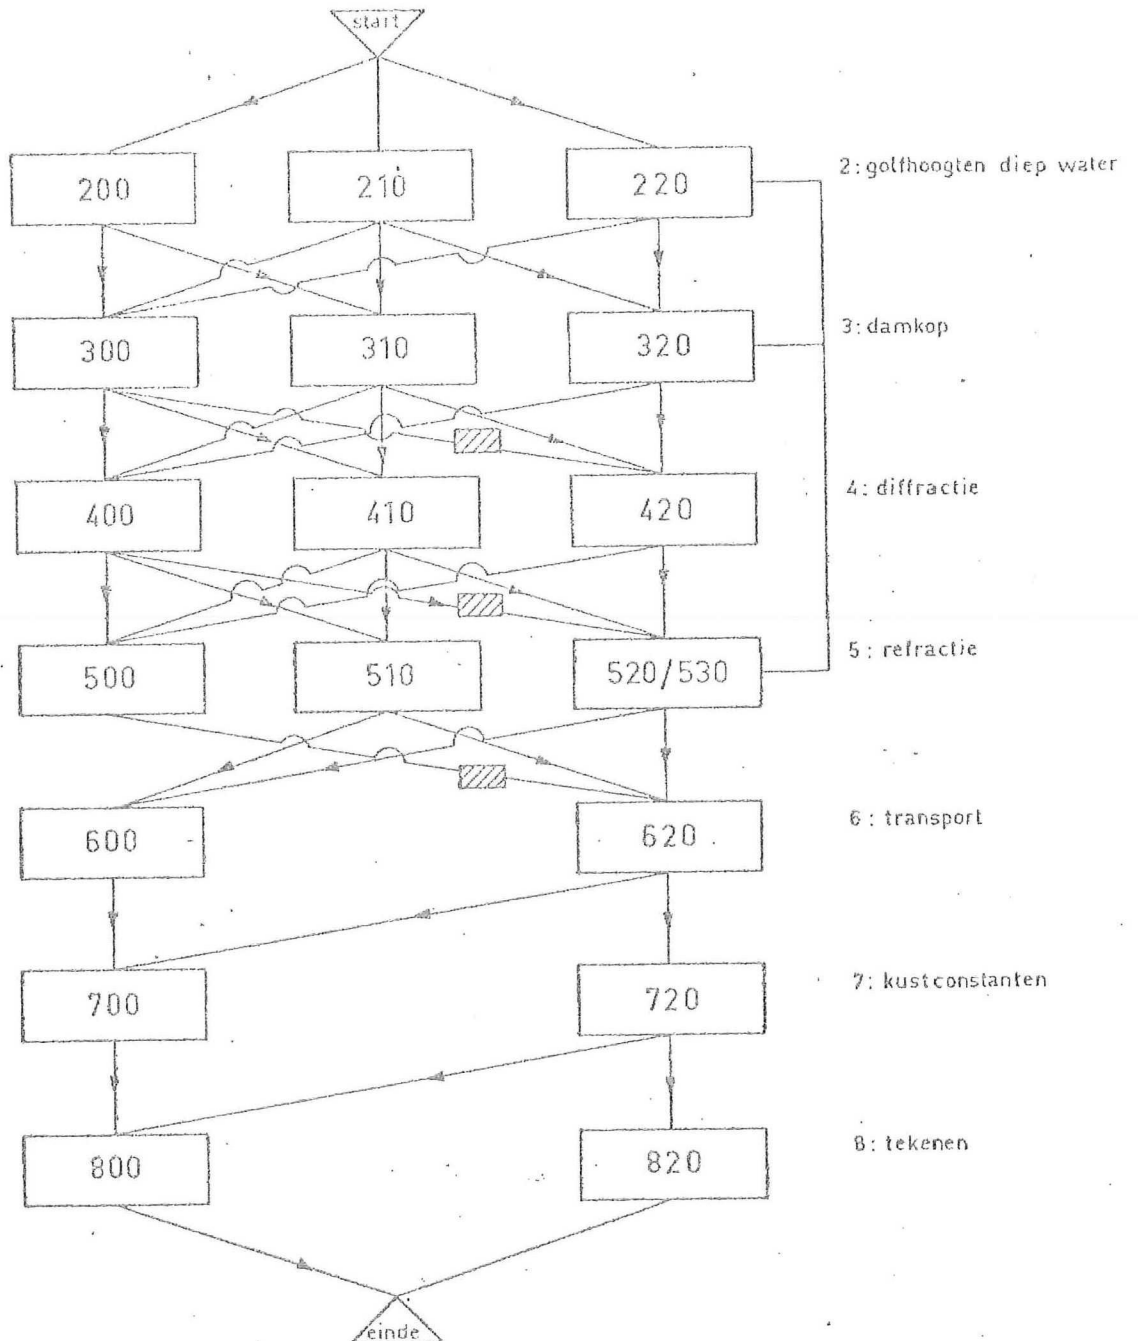 start
200 210 220 2: golfhoogten diep water
300 310 320 3: damkop
400 410 420 4: diffractie
500 510 520/530 5: refractie
600 620 6: transport
700 720 7: kustconstanten
800 820 8: tekenen
einde